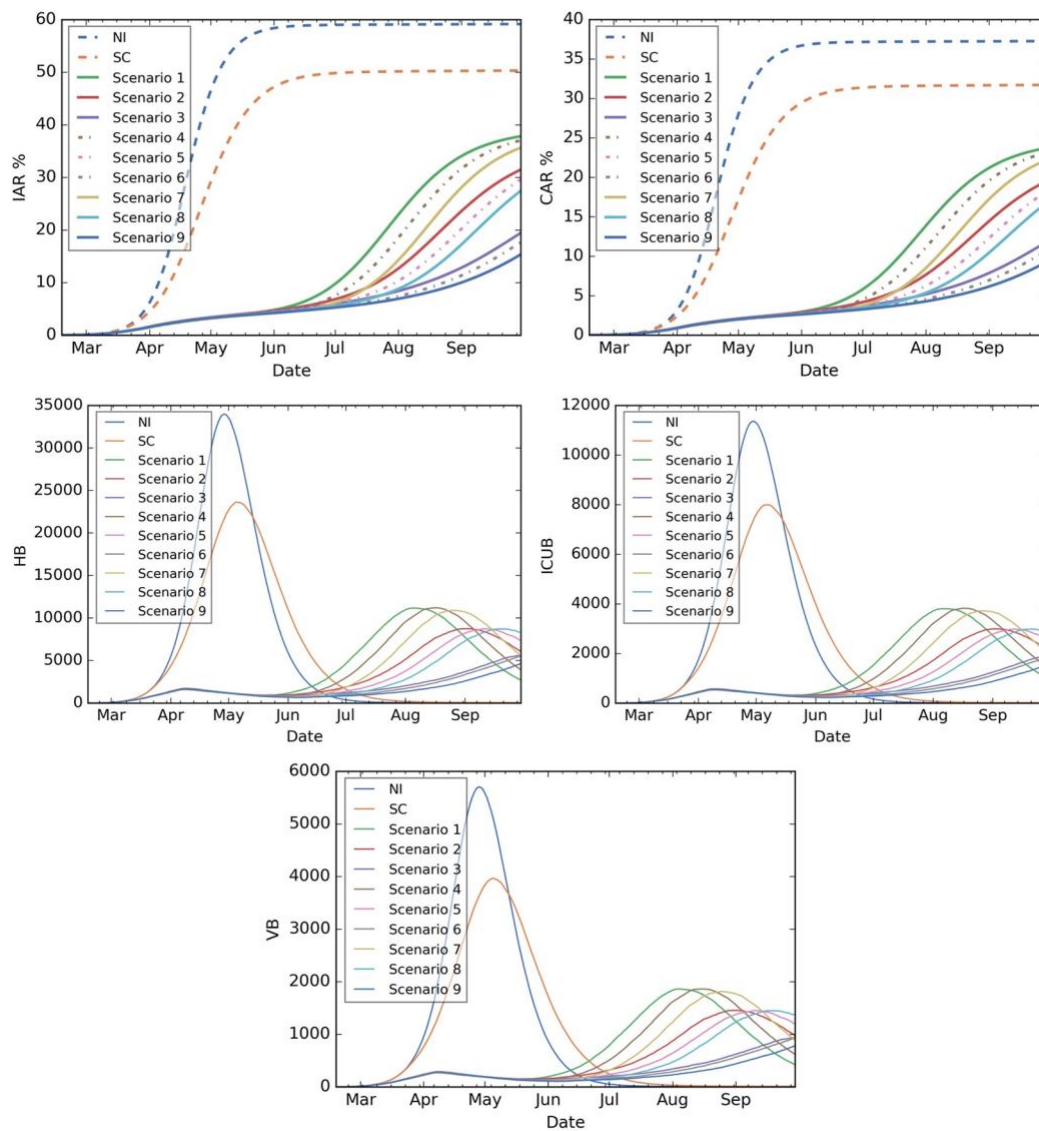 60
50
40
30
20
10
0
IAR %
NI
SC
Scenario 1
Scenario 2
Scenario 3
Scenario 4
Scenario 5
Scenario 6
Scenario 7
Scenario 8
Scenario 9
Mar Apr May Jun Jul Aug Sep
Date
40
35
30
25
20
15
10
5
0
CAR %
NI
SC
Scenario 1
Scenario 2
Scenario 3
Scenario 4
Scenario 5
Scenario 6
Scenario 7
Scenario 8
Scenario 9
Mar Apr May Jun Jul Aug Sep
Date
35000
30000
25000
20000
15000
10000
5000
0
HB
NI
SC
Scenario 1
Scenario 2
Scenario 3
Scenario 4
Scenario 5
Scenario 6
Scenario 7
Scenario 8
Scenario 9
Mar Apr May Jun Jul Aug Sep
Date
12000
10000
8000
6000
4000
2000
0
ICUB
NI
SC
Scenario 1
Scenario 2
Scenario 3
Scenario 4
Scenario 5
Scenario 6
Scenario 7
Scenario 8
Scenario 9
Mar Apr May Jun Jul Aug Sep
Date
6000
5000
4000
3000
2000
1000
0
VB
NI
SC
Scenario 1
Scenario 2
Scenario 3
Scenario 4
Scenario 5
Scenario 6
Scenario 7
Scenario 8
Scenario 9
Mar Apr May Jun Jul Aug Sep
Date